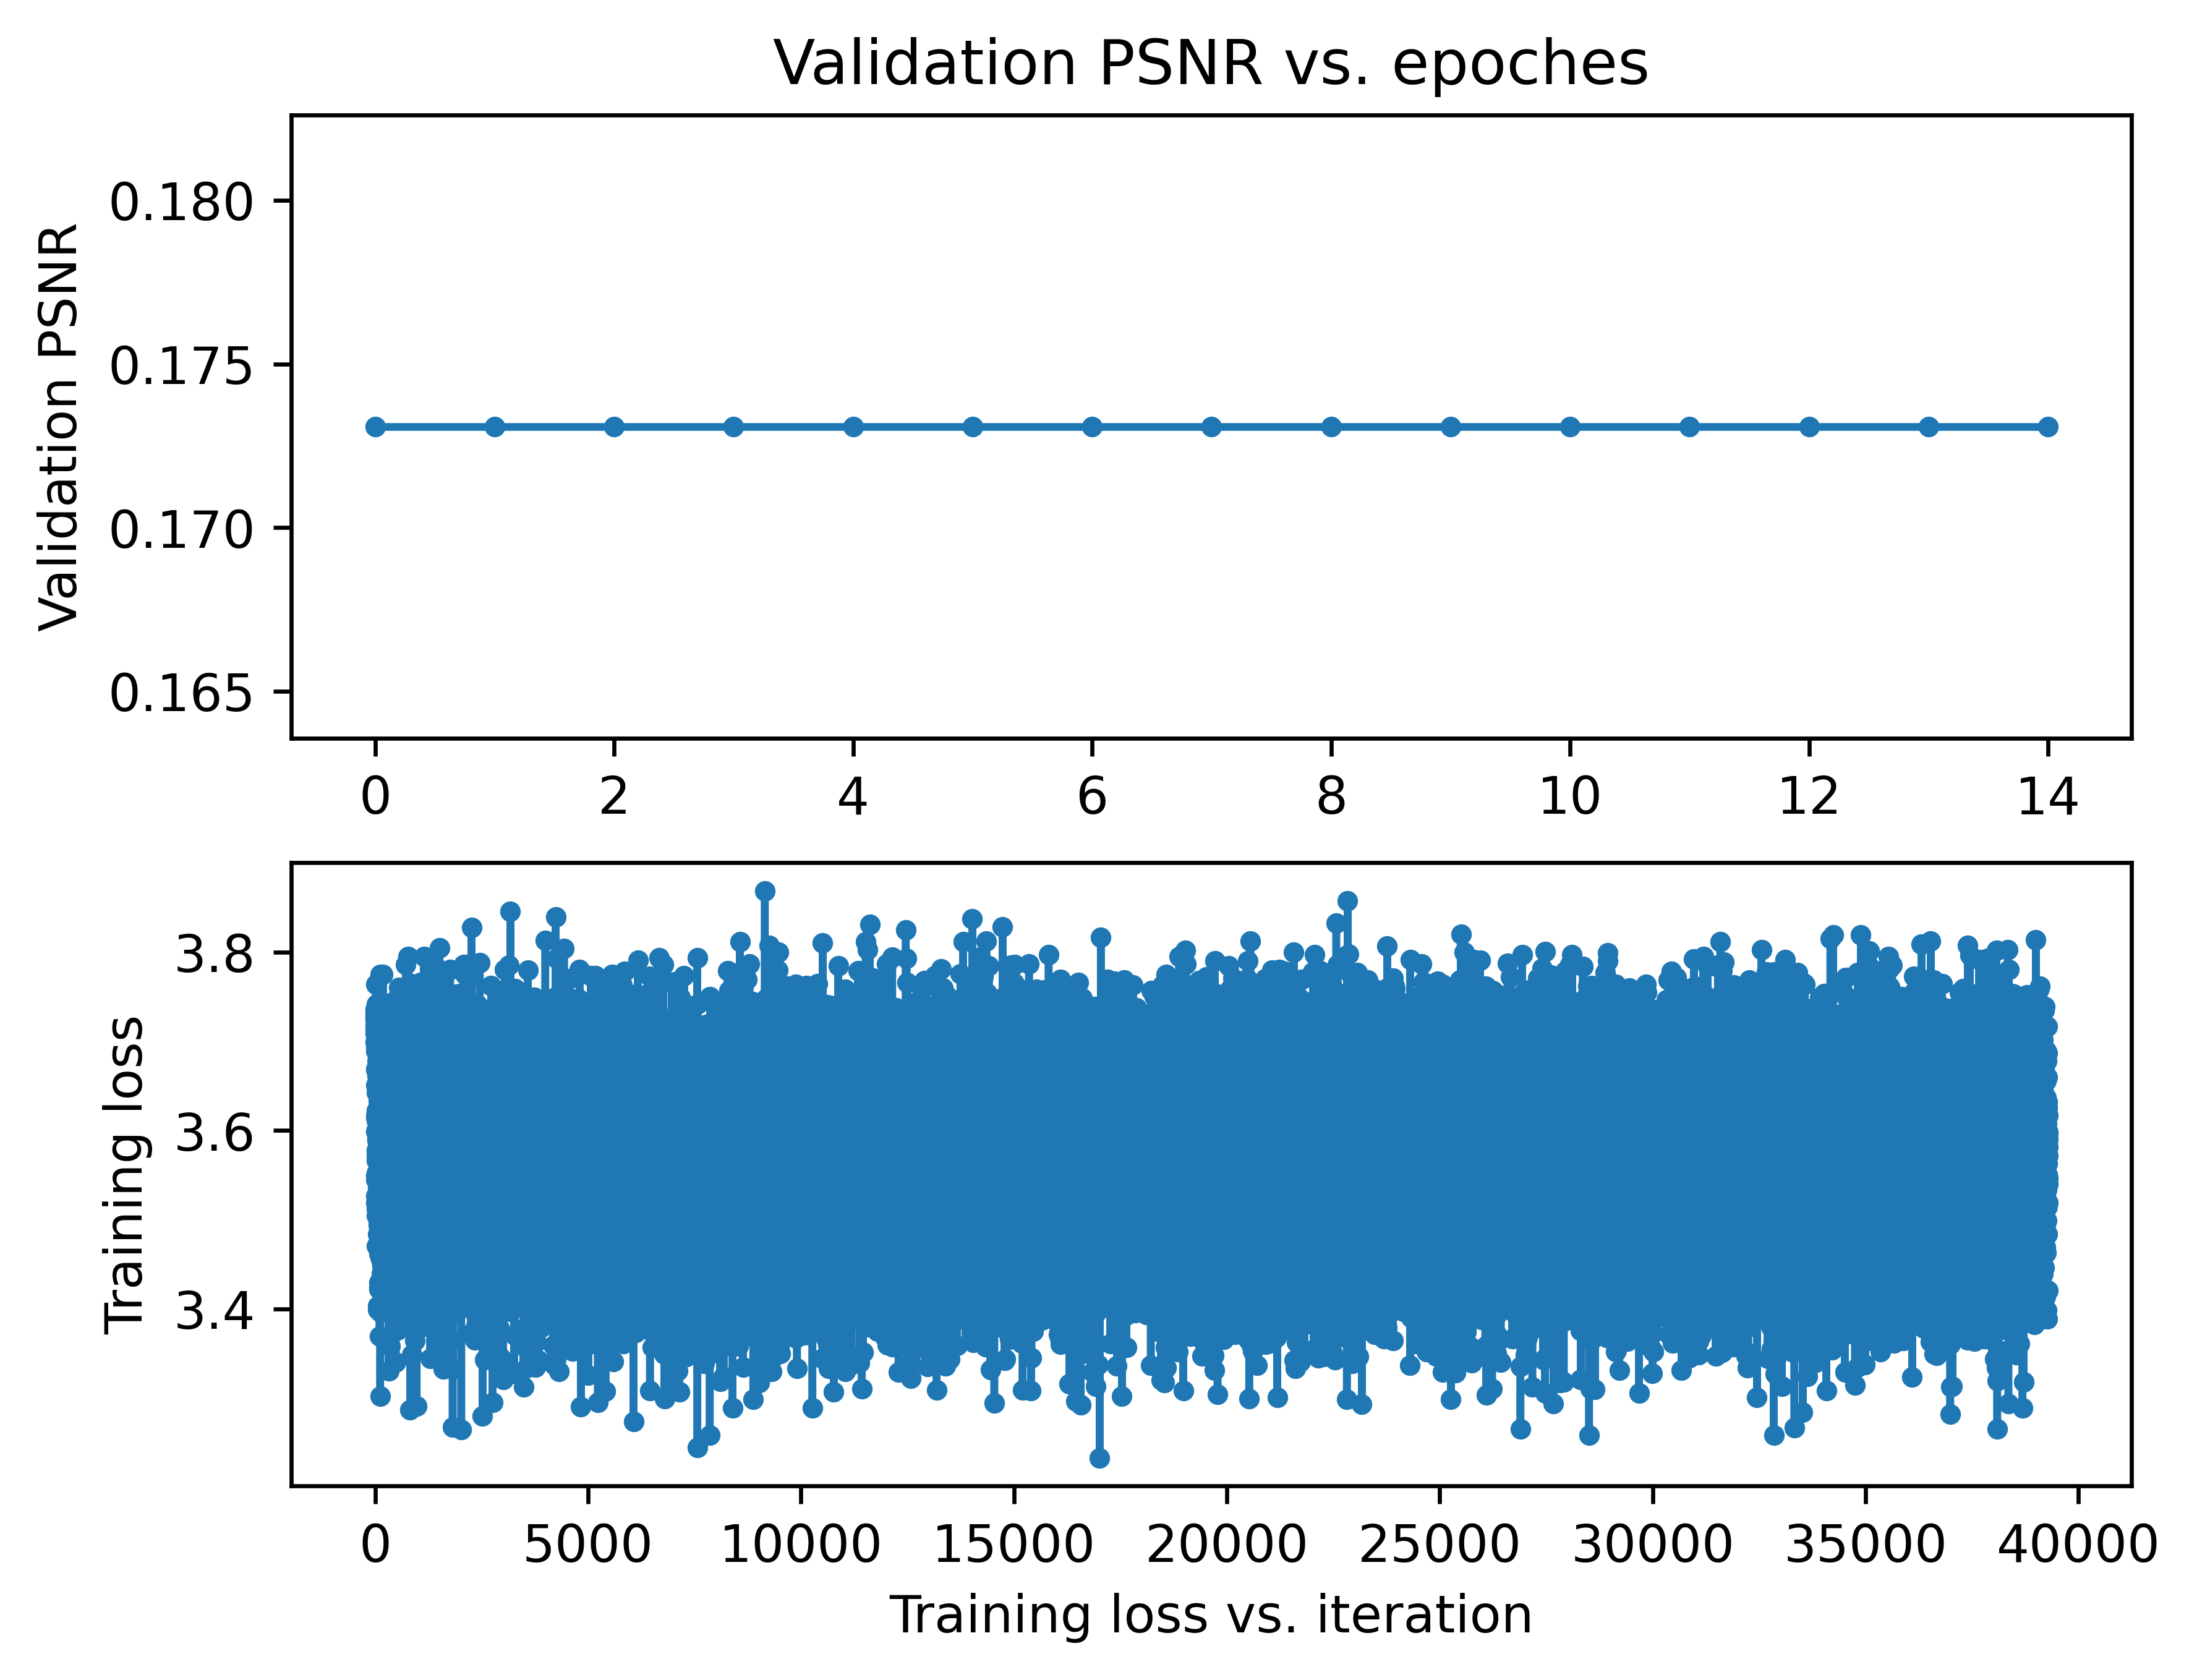 Validation PSNR vs. epoches
Validation PSNR
0.180
0.175
0.170
0.165
0 2 4 6 8 10 12 14
Training loss
3.8
3.6
3.4
0 5000 10000 15000 20000 25000 30000 35000 40000
Training loss vs. iteration